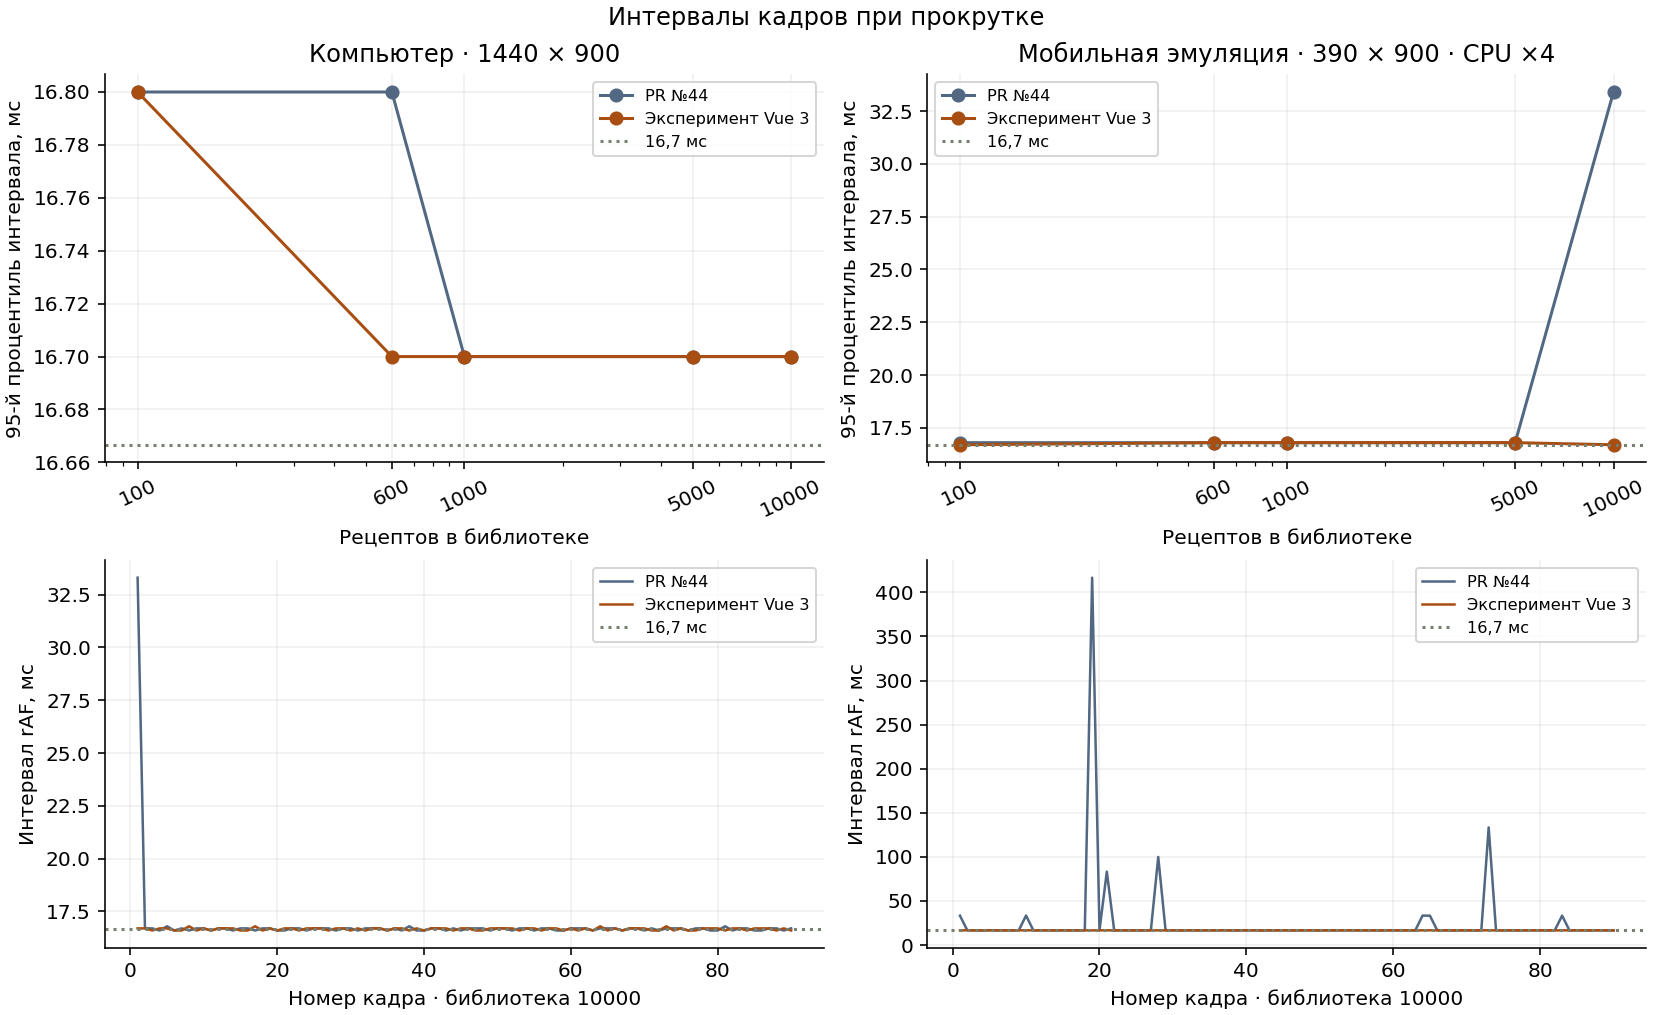 Интервалы кадров при прокрутке
Компьютер · 1440 × 900
95-й процентиль интервала, мс
16.80
16.78
16.76
16.74
16.72
16.70
16.68
16.66
PR №44
Эксперимент Vue 3
16,7 мс
100
600
1000
5000
10000
Рецептов в библиотеке
Мобильная эмуляция · 390 × 900 · CPU ×4
95-й процентиль интервала, мс
32.5
30.0
27.5
25.0
22.5
20.0
17.5
PR №44
Эксперимент Vue 3
16,7 мс
100
600
1000
5000
10000
Рецептов в библиотеке
Интервал rAF, мс
32.5
30.0
27.5
25.0
22.5
20.0
17.5
PR №44
Эксперимент Vue 3
16,7 мс
0
20
40
60
80
Номер кадра · библиотека 10000
Интервал rAF, мс
400
350
300
250
200
150
100
50
0
PR №44
Эксперимент Vue 3
16,7 мс
0
20
40
60
80
Номер кадра · библиотека 10000